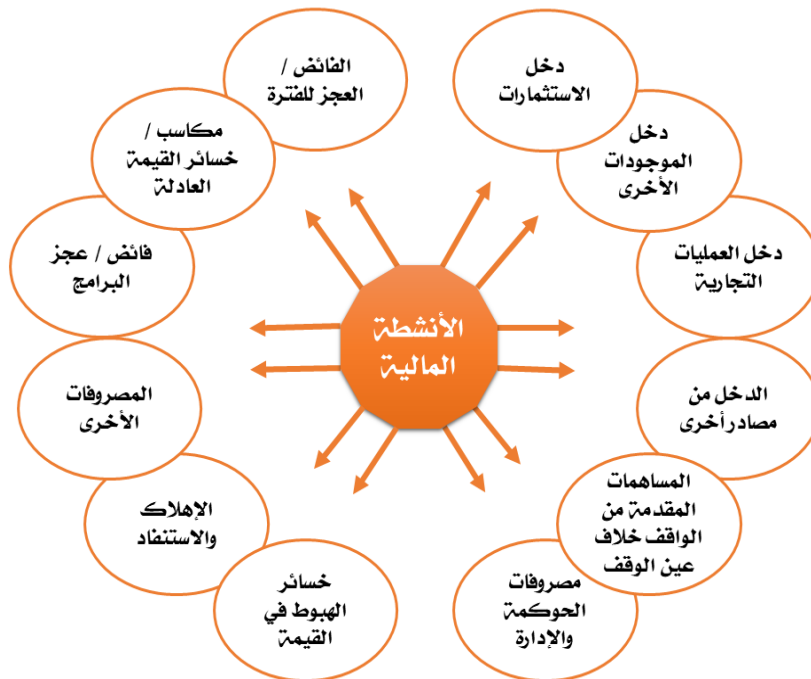 الأنشطة
المالية
دخل
الاستثمارات
دخل
الموجودات
الأخرى
دخل العمليات
التجارية
الدخل من
مصادر أخرى
المساهمات
المقدمة من
الواقف خلاف
عين الوقف
مصروفات
الحوكمة
والإدارة
خسائر
الهبوط في
القيمة
الإهلاك
والاستنفاد
المصروفات
الأخرى
فائض / عجز
البرامج
مكاسب /
خسائر القيمة
العادلة
الفائض /
العجز للفترة